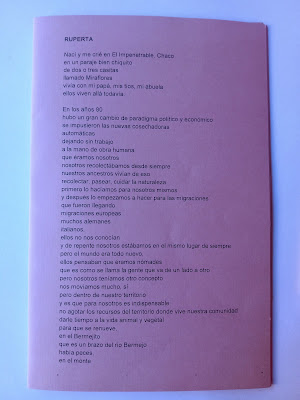 RUPERTA
Nací y me crié en El Impenetrable, Chaco
en un paraje bien chiquito
de dos o tres casitas
llamado Miraflores
vivía con mi papá, mis tíos, mi abuela
ellos viven allá todavía.
En los años 90
hubo un gran cambio de paradigma político y económico
se impusieron las nuevas cosechadoras
automáticas
dejando sin trabajo
a la mano de obra humana
que éramos nosotros
nosotros recolectábamos desde siempre
nuestros ancestros vivían de eso
recolectar, pescar, cuidar la naturaleza
primero lo hacíamos para nosotros mismos
y después lo empezamos a hacer para las migraciones
que fueron llegando
migraciones europeas
muchos alemanes
italianos
ellos no nos conocían
y de repente nosotros estábamos en el mismo lugar de siempre
pero el mundo era todo nuevo
ellos pensaban que éramos nómades
que es como se llama la gente que va de un lado a otro
pero nosotros teníamos otro concepto
nos movíamos mucho, sí
pero dentro de nuestro territorio
y es que para nosotros es indispensable
no agotar los recursos del territorio donde vive nuestra comunidad
darle tiempo a la vida animal y vegetal
para que se renueve,
en el Bermejito
que es un brazo del río Bermejo
había peces
en el monte